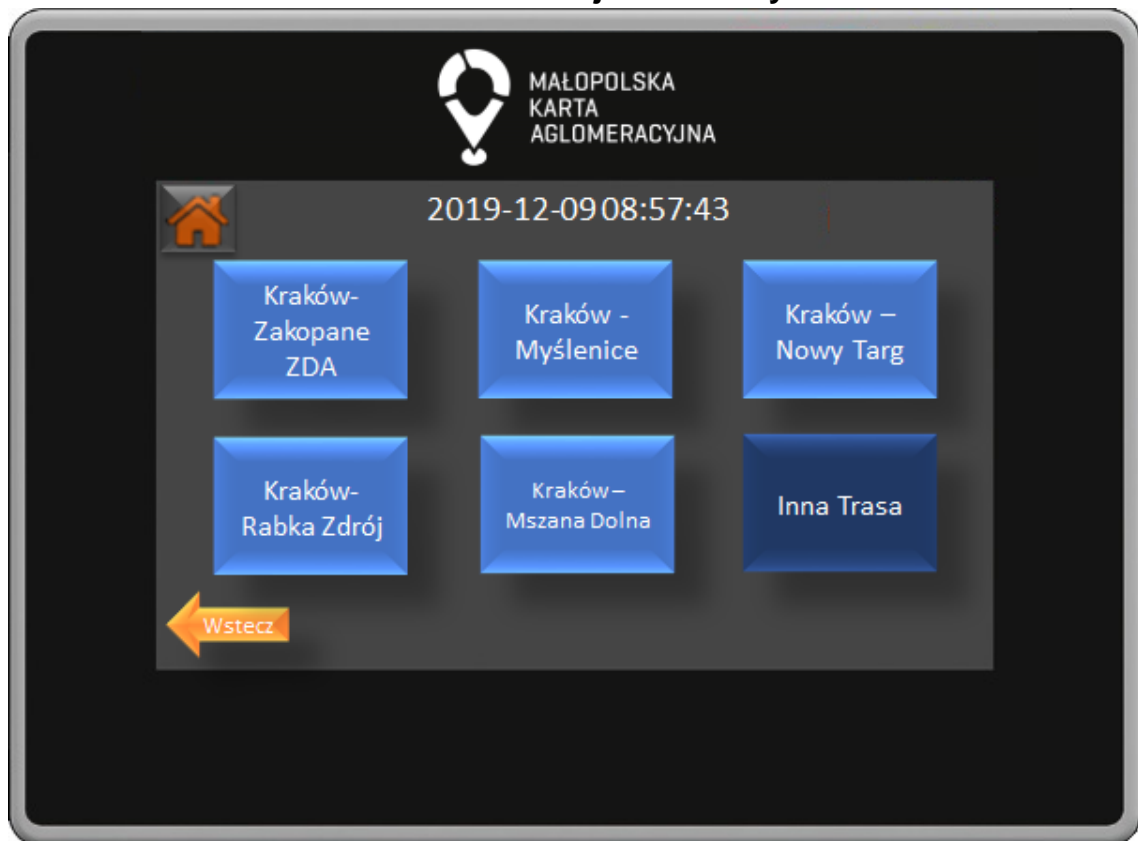 MAŁOPOLSKA
KARTA
AGLOMERACYJNA
2019-12-09 08:57:43
Kraków-
Zakopane
ZDA
Kraków -
Myślenice
Kraków –
Nowy Targ
Kraków-
Rabka Zdrój
Kraków –
Mszana Dolna
Inna Trasa
Wstecz